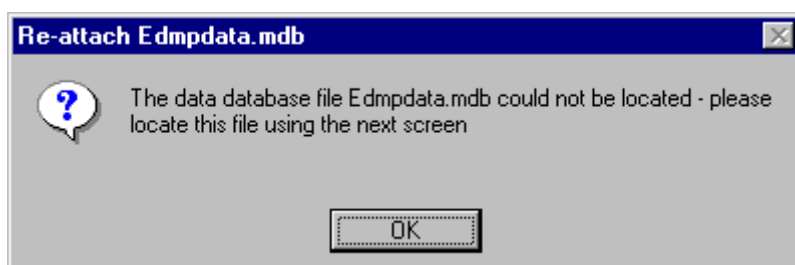 Re-attach Edmpdata.mdb
The data database file Edmpdata.mdb could not be located - please
locate this file using the next screen
OK